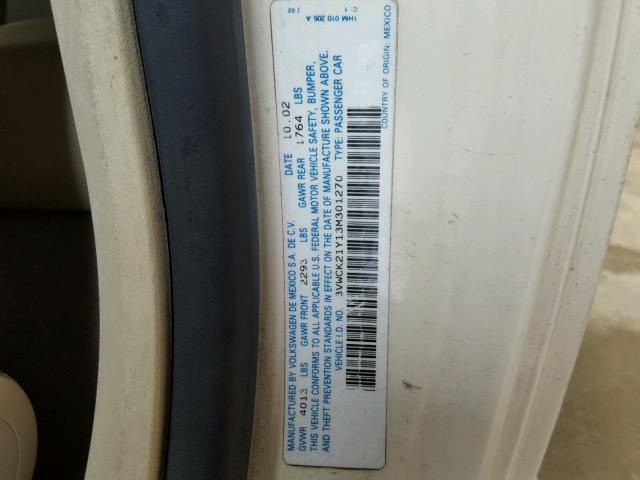 MANUFACTURED BY VOLKSWAGEN DE MEXICO S.A. DE C.V. DATE 10.02
GVWR 4013 LBS GAWR FRONT 2293 LBS GAWR REAR 1764 LBS
THIS VEHICLE CONFORMS TO ALL APPLICABLE U.S. FEDERAL MOTOR VEHICLE SAFETY, BUMPER,
AND THEFT PREVENTION STANDARDS IN EFFECT ON THE DATE OF MANUFACTURE SHOWN ABOVE.
VEHICLE I.D. NO. 3VWCK21Y13M301270 TYPE: PASSENGER CAR
COUNTRY OF ORIGIN: MEXICO
1HM 010 205 A